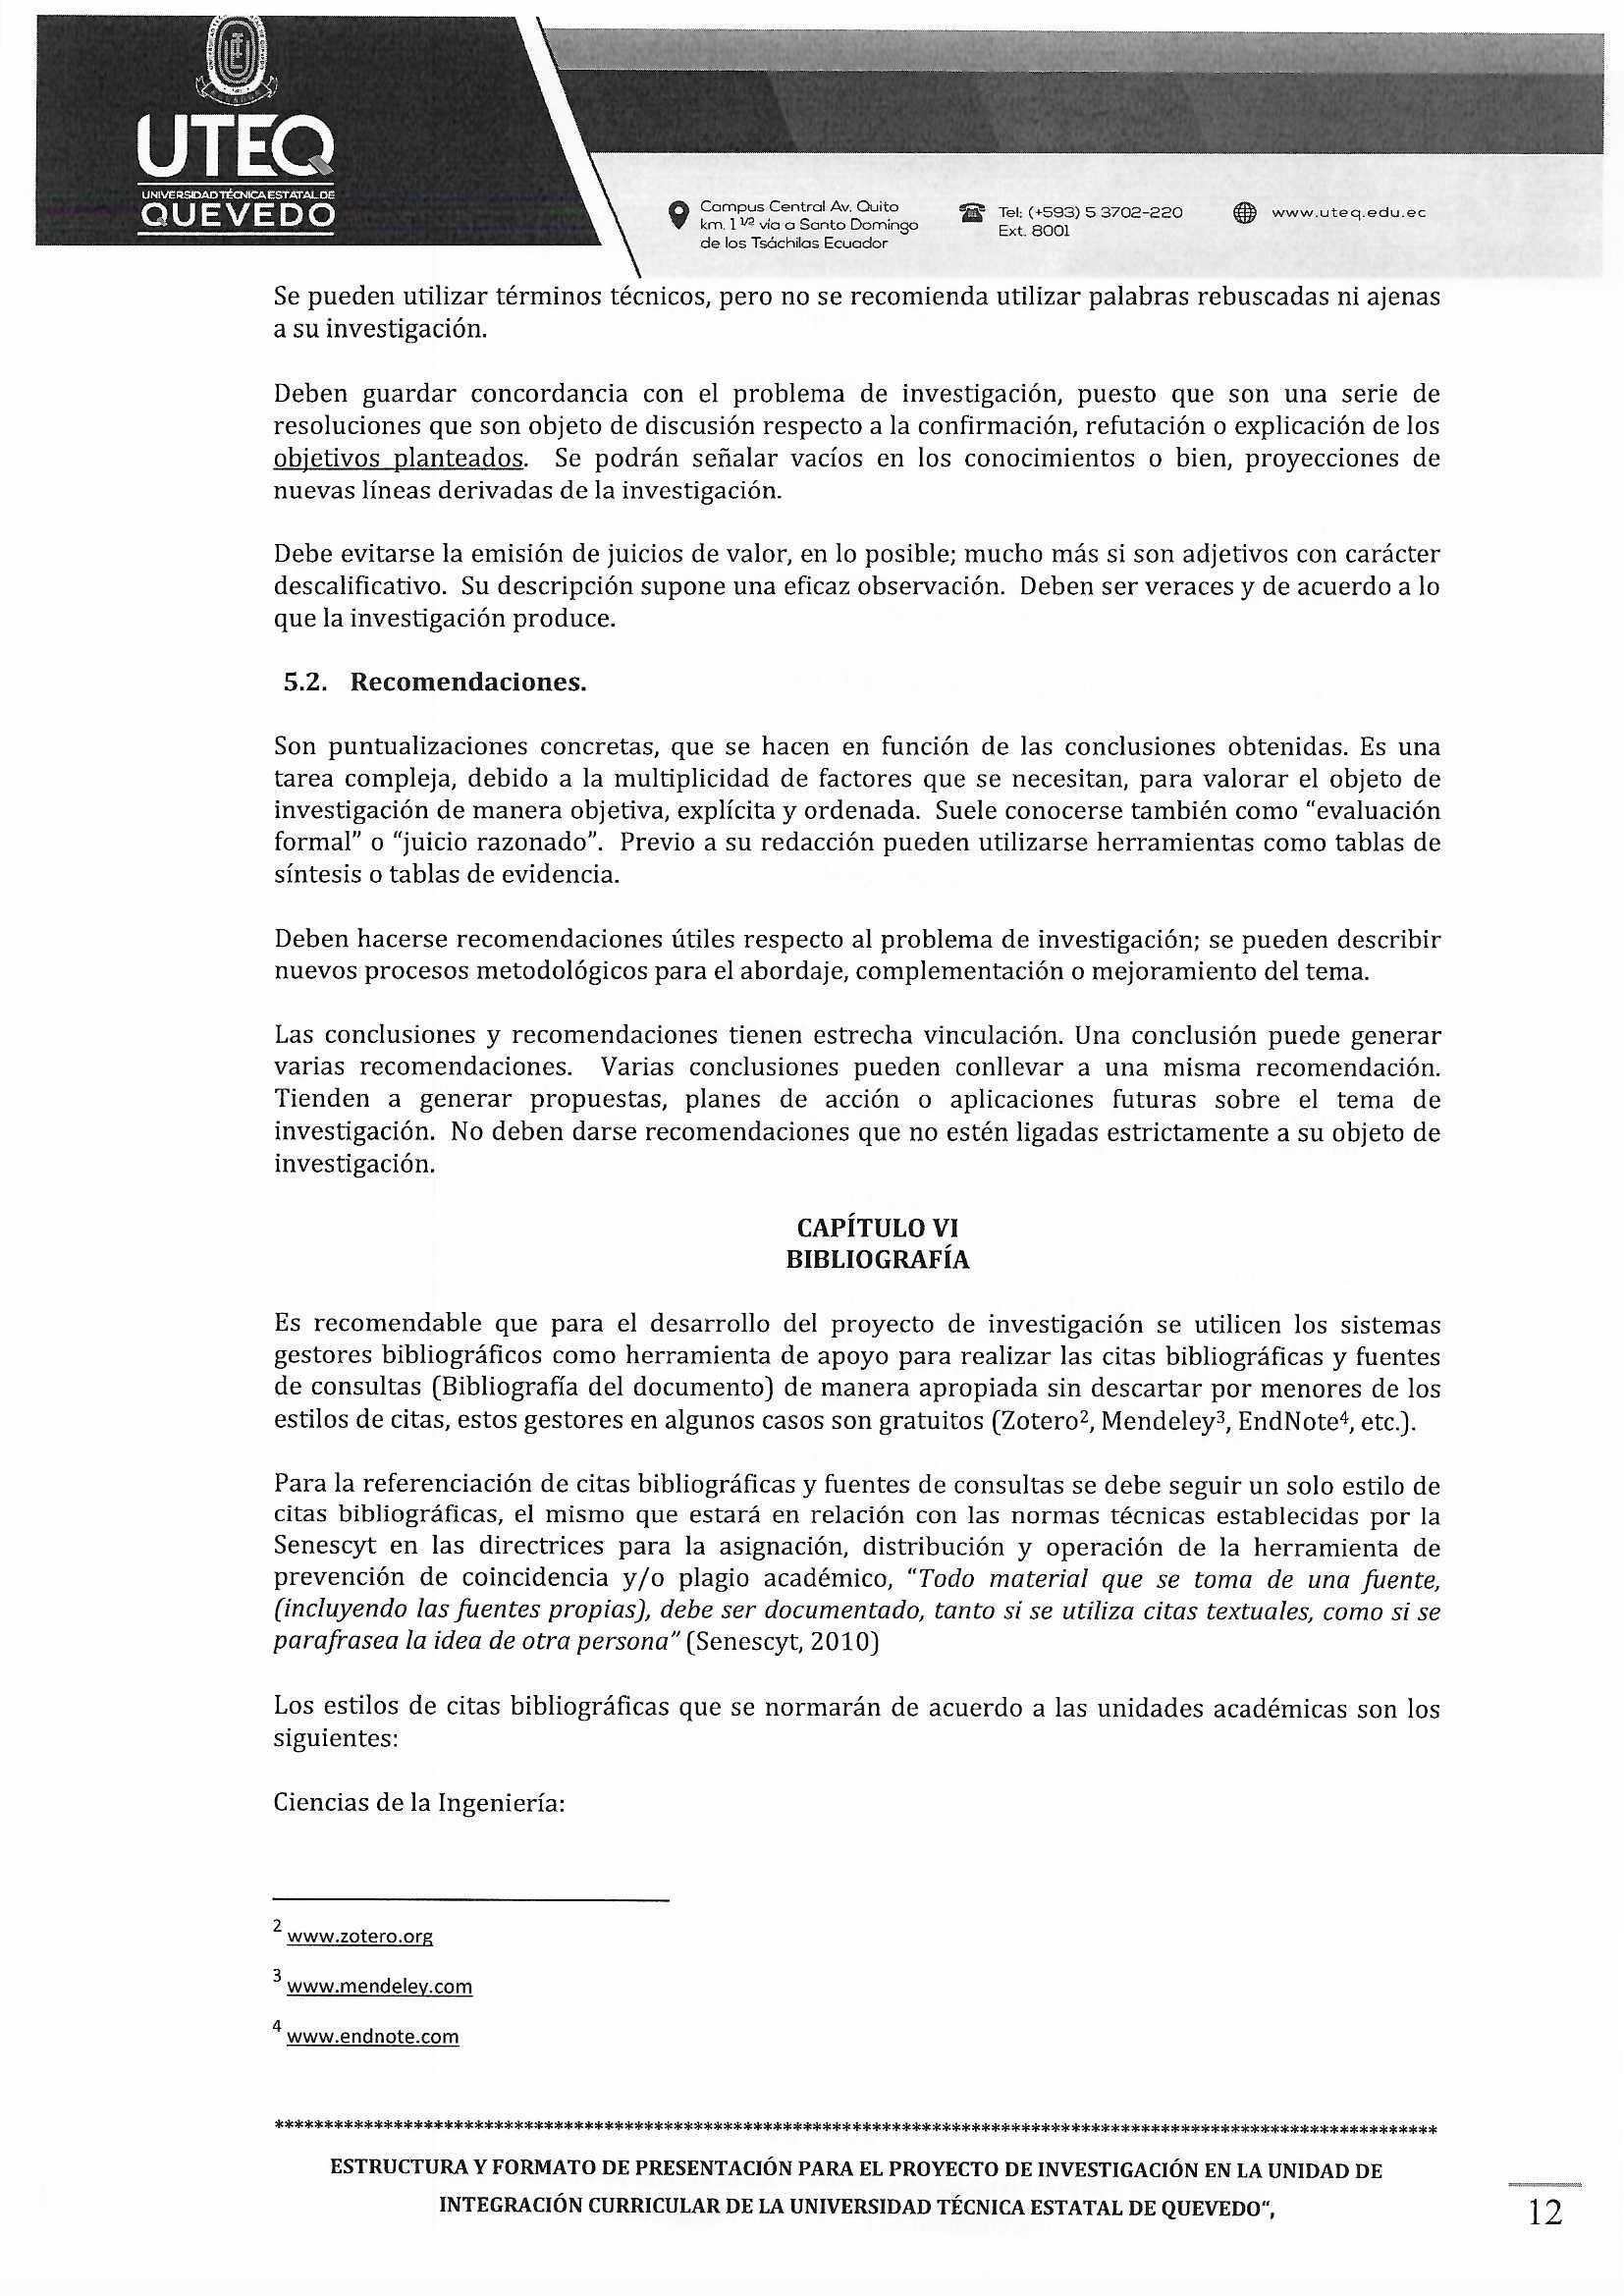 UTEQ
UNIVERSIDAD TÉCNICA ESTATAL DE
QUEVEDO
Campus Central Av. Quito
km. 1 1/2 vía a Santo Domingo
de los Tsáchilas Ecuador
Tel: (+593) 5 3702-220
Ext. 8001
www.uteq.edu.ec
Se pueden utilizar términos técnicos, pero no se recomienda utilizar palabras rebuscadas ni ajenas
a su investigación.
Deben guardar concordancia con el problema de investigación, puesto que son una serie de
resoluciones que son objeto de discusión respecto a la confirmación, refutación o explicación de los
objetivos planteados. Se podrán señalar vacíos en los conocimientos o bien, proyecciones de
nuevas líneas derivadas de la investigación.
Debe evitarse la emisión de juicios de valor, en lo posible; mucho más si son adjetivos con carácter
descalificativo. Su descripción supone una eficaz observación. Deben ser veraces y de acuerdo a lo
que la investigación produce.
5.2. Recomendaciones.
Son puntualizaciones concretas, que se hacen en función de las conclusiones obtenidas. Es una
tarea compleja, debido a la multiplicidad de factores que se necesitan, para valorar el objeto de
investigación de manera objetiva, explícita y ordenada. Suele conocerse también como "evaluación
formal" o "juicio razonado". Previo a su redacción pueden utilizarse herramientas como tablas de
síntesis o tablas de evidencia.
Deben hacerse recomendaciones útiles respecto al problema de investigación; se pueden describir
nuevos procesos metodológicos para el abordaje, complementación o mejoramiento del tema.
Las conclusiones y recomendaciones tienen estrecha vinculación. Una conclusión puede generar
varias recomendaciones. Varias conclusiones pueden conllevar a una misma recomendación.
Tienden a generar propuestas, planes de acción o aplicaciones futuras sobre el tema de
investigación. No deben darse recomendaciones que no estén ligadas estrictamente a su objeto de
investigación.
CAPÍTULO VI
BIBLIOGRAFÍA
Es recomendable que para el desarrollo del proyecto de investigación se utilicen los sistemas
gestores bibliográficos como herramienta de apoyo para realizar las citas bibliográficas y fuentes
de consultas (Bibliografía del documento) de manera apropiada sin descartar por menores de los
estilos de citas, estos gestores en algunos casos son gratuitos (Zotero², Mendeley³, EndNote⁴, etc.).
Para la referenciación de citas bibliográficas y fuentes de consultas se debe seguir un solo estilo de
citas bibliográficas, el mismo que estará en relación con las normas técnicas establecidas por la
Senescyt en las directrices para la asignación, distribución y operación de la herramienta de
prevención de coincidencia y/o plagio académico, "Todo material que se toma de una fuente,
(incluyendo las fuentes propias), debe ser documentado, tanto si se utiliza citas textuales, como si se
parafrasea la idea de otra persona" (Senescyt, 2010)
Los estilos de citas bibliográficas que se normarán de acuerdo a las unidades académicas son los
siguientes:
Ciencias de la Ingeniería:
² www.zotero.org
³ www.mendeley.com
⁴ www.endnote.com
********************************************************************************************************************
ESTRUCTURA Y FORMATO DE PRESENTACIÓN PARA EL PROYECTO DE INVESTIGACIÓN EN LA UNIDAD DE
INTEGRACIÓN CURRICULAR DE LA UNIVERSIDAD TÉCNICA ESTATAL DE QUEVEDO",
12